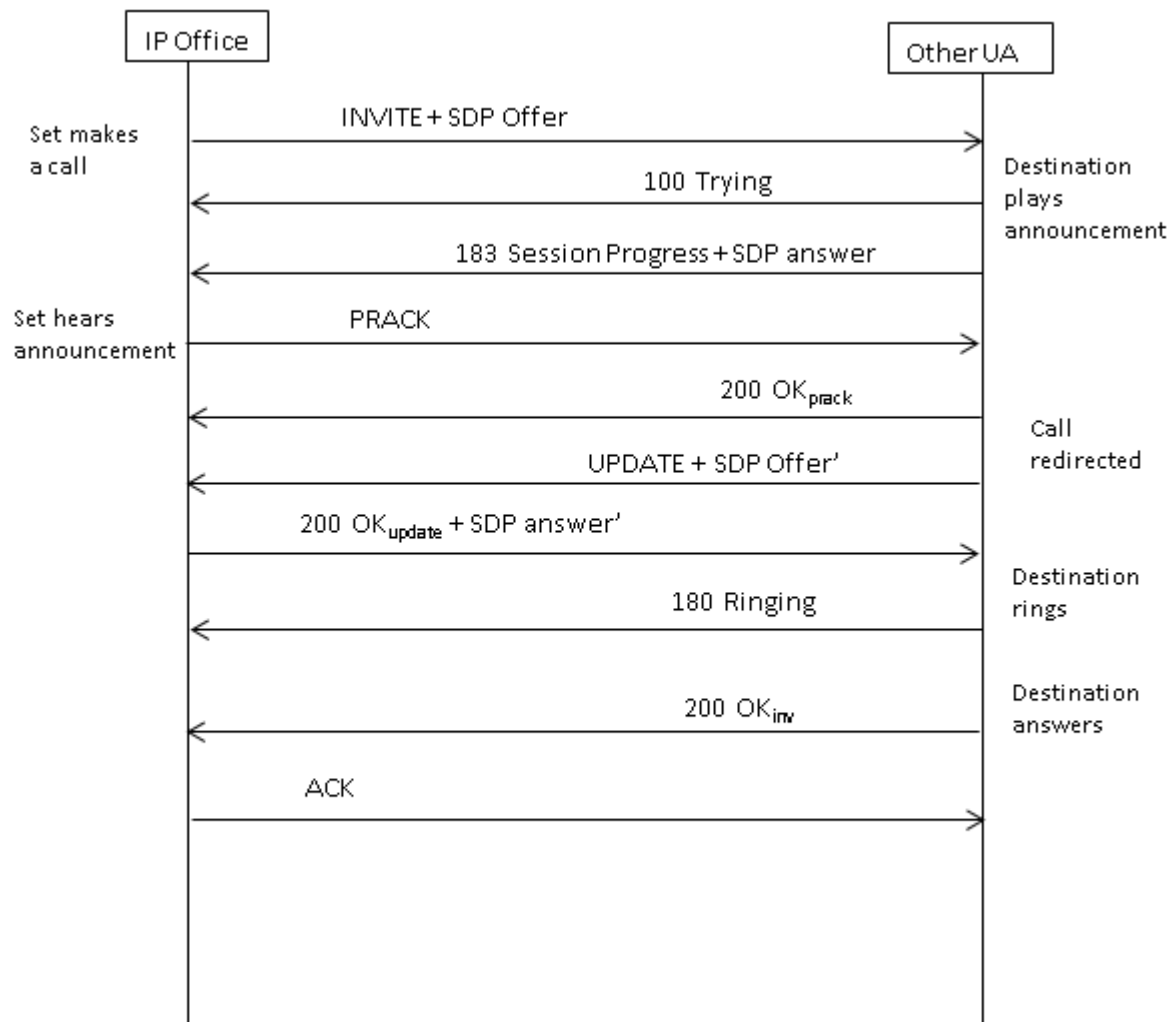 IP Office
Other UA
INVITE + SDP Offer
Set makes
a call
100 Trying
Destination
plays
announcement
183 Session Progress + SDP answer
Set hears
announcement
PRACK
200 OKprack
Call
redirected
UPDATE + SDP Offer’
200 OKupdate + SDP answer’
Destination
rings
180 Ringing
Destination
answers
200 OKinv
ACK